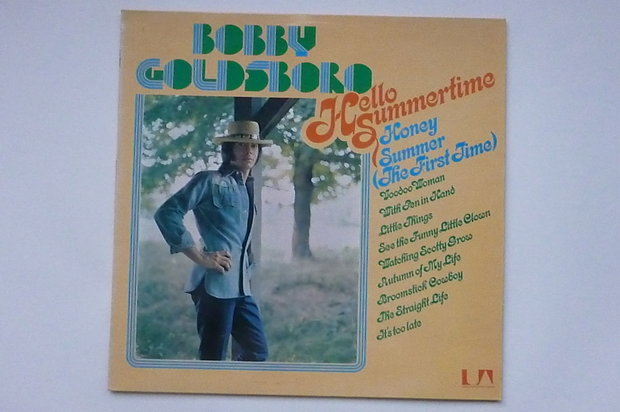 BOBBY
GOLDSBORO
Hello
Summertime
Honey
(Summer
(The First Time)
Voodoo Woman
With Pen in Hand
Little Things
See the Funny Little Clown
Watching Scotty Grow
Autumn of My Life
Broomstick Cowboy
The Straight Life
It's too late
UA